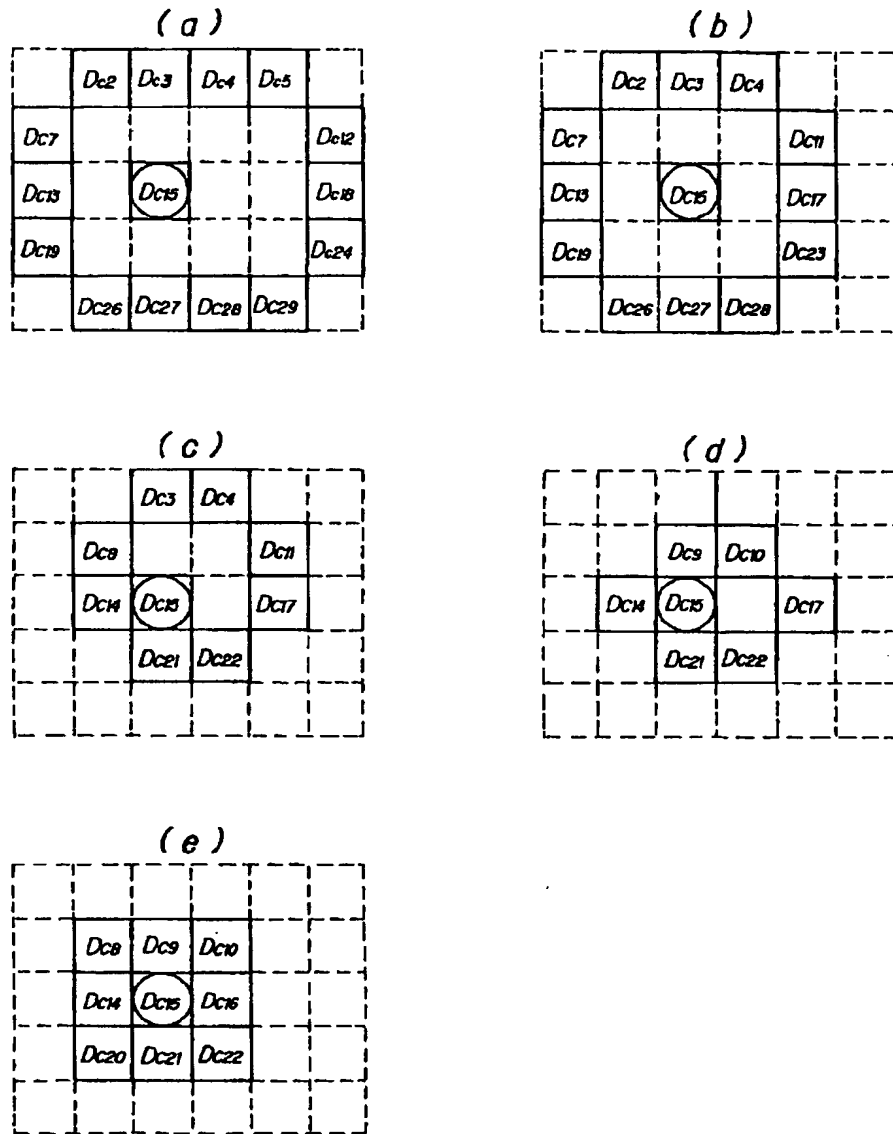 (a)
Dc2 Dc3 Dc4 Dc5
Dc7 Dc12
Dc13 Dc15 Dc18
Dc19 Dc24
Dc26 Dc27 Dc28 Dc29
(b)
Dc2 Dc3 Dc4
Dc7 Dc11
Dc13 Dc15 Dc17
Dc19 Dc23
Dc26 Dc27 Dc28
(c)
Dc3 Dc4
Dc8 Dc11
Dc14 Dc15 Dc17
Dc21 Dc22
(d)
Dc9 Dc10
Dc14 Dc15 Dc17
Dc21 Dc22
(e)
Dc8 Dc9 Dc10
Dc14 Dc15 Dc16
Dc20 Dc21 Dc22